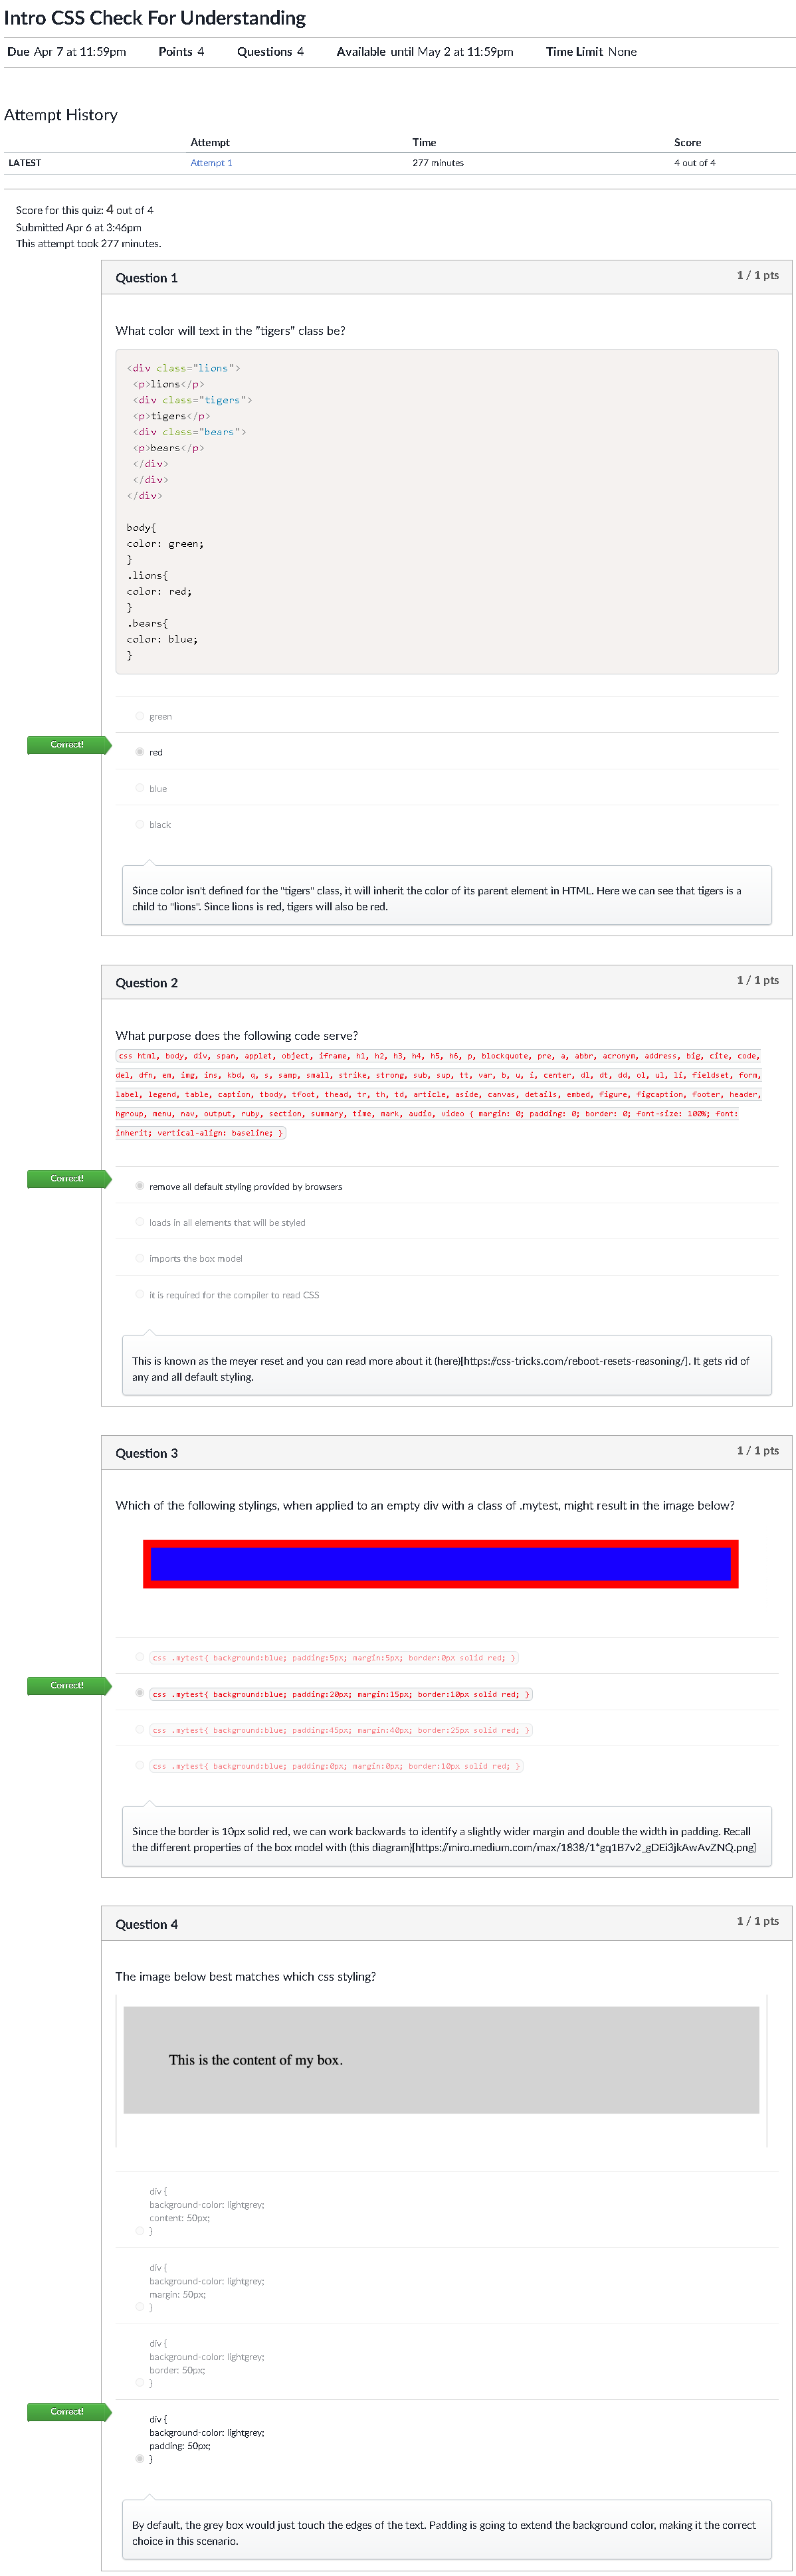 Intro CSS Check For Understanding
Due Apr 7 at 11:59pm Points 4 Questions 4 Available until May 2 at 11:59pm Time Limit None
Attempt History
Attempt Time Score
LATEST Attempt 1 277 minutes 4 out of 4
Score for this quiz: 4 out of 4
Submitted Apr 6 at 3:46pm
This attempt took 277 minutes.
Question 1 1 / 1 pts
What color will text in the "tigers" class be?
<div class="lions">
<p>lions</p>
<div class="tigers">
<p>tigers</p>
<div class="bears">
<p>bears</p>
</div>
</div>
</div>
body{
color: green;
}
.lions{
color: red;
}
.bears{
color: blue;
}
green
Correct!
red
blue
black
Since color isn't defined for the "tigers" class, it will inherit the color of its parent element in HTML. Here we can see that tigers is a
child to "lions". Since lions is red, tigers will also be red.
Question 2 1 / 1 pts
What purpose does the following code serve?
css html, body, div, span, applet, object, iframe, h1, h2, h3, h4, h5, h6, p, blockquote, pre, a, abbr, acronym, address, big, cite, code,
del, dfn, em, img, ins, kbd, q, s, samp, small, strike, strong, sub, sup, tt, var, b, u, i, center, dl, dt, dd, ol, ul, li, fieldset, form,
label, legend, table, caption, tbody, tfoot, thead, tr, th, td, article, aside, canvas, details, embed, figure, figcaption, footer, header,
hgroup, menu, nav, output, ruby, section, summary, time, mark, audio, video { margin: 0; padding: 0; border: 0; font-size: 100%; font:
inherit; vertical-align: baseline; }
Correct!
remove all default styling provided by browsers
loads in all elements that will be styled
imports the box model
it is required for the compiler to read CSS
This is known as the meyer reset and you can read more about it (here)[https://css-tricks.com/reboot-resets-reasoning/]. It gets rid of
any and all default styling.
Question 3 1 / 1 pts
Which of the following stylings, when applied to an empty div with a class of .mytest, might result in the image below?
css .mytest{ background:blue; padding:5px; margin:5px; border:0px solid red; }
Correct!
css .mytest{ background:blue; padding:20px; margin:15px; border:10px solid red; }
css .mytest{ background:blue; padding:45px; margin:40px; border:25px solid red; }
css .mytest{ background:blue; padding:0px; margin:0px; border:10px solid red; }
Since the border is 10px solid red, we can work backwards to identify a slightly wider margin and double the width in padding. Recall
the different properties of the box model with (this diagram)[https://miro.medium.com/max/1838/1*gq1B7v2_gDEi3jkAwAvZNQ.png]
Question 4 1 / 1 pts
The image below best matches which css styling?
This is the content of my box.
div {
background-color: lightgrey;
content: 50px;
}
div {
background-color: lightgrey;
margin: 50px;
}
div {
background-color: lightgrey;
border: 50px;
}
Correct!
div {
background-color: lightgrey;
padding: 50px;
}
By default, the grey box would just touch the edges of the text. Padding is going to extend the background color, making it the correct
choice in this scenario.